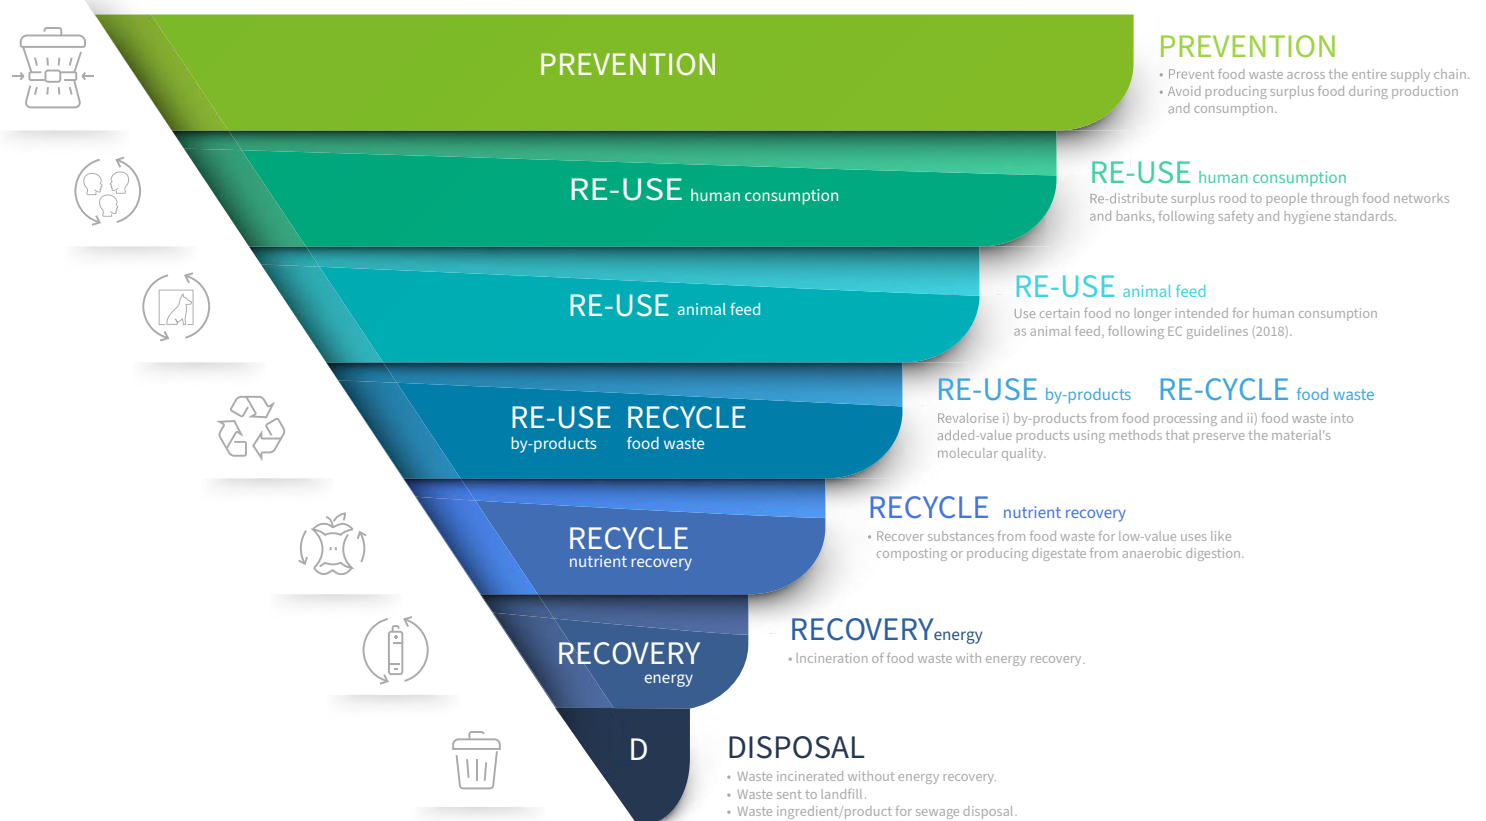 PREVENTION
PREVENTION
• Prevent food waste across the entire supply chain.
• Avoid producing surplus food during production
and consumption.
RE-USE human consumption
RE-USE human consumption
Re-distribute surplus rood to people through food networks
and banks, following safety and hygiene standards.
RE-USE animal feed
RE-USE animal feed
Use certain food no longer intended for human consumption
as animal feed, following EC guidelines (2018).
RE-USE RECYCLE
by-products food waste
RE-USE by-products RE-CYCLE food waste
Revalorise i) by-products from food processing and ii) food waste into
added-value products using methods that preserve the material's
molecular quality.
RECYCLE
nutrient recovery
RECYCLE nutrient recovery
• Recover substances from food waste for low-value uses like
composting or producing digestate from anaerobic digestion.
RECOVERY
energy
RECOVERY energy
• Incineration of food waste with energy recovery.
D
DISPOSAL
• Waste incinerated without energy recovery.
• Waste sent to landfill.
• Waste ingredient/product for sewage disposal.